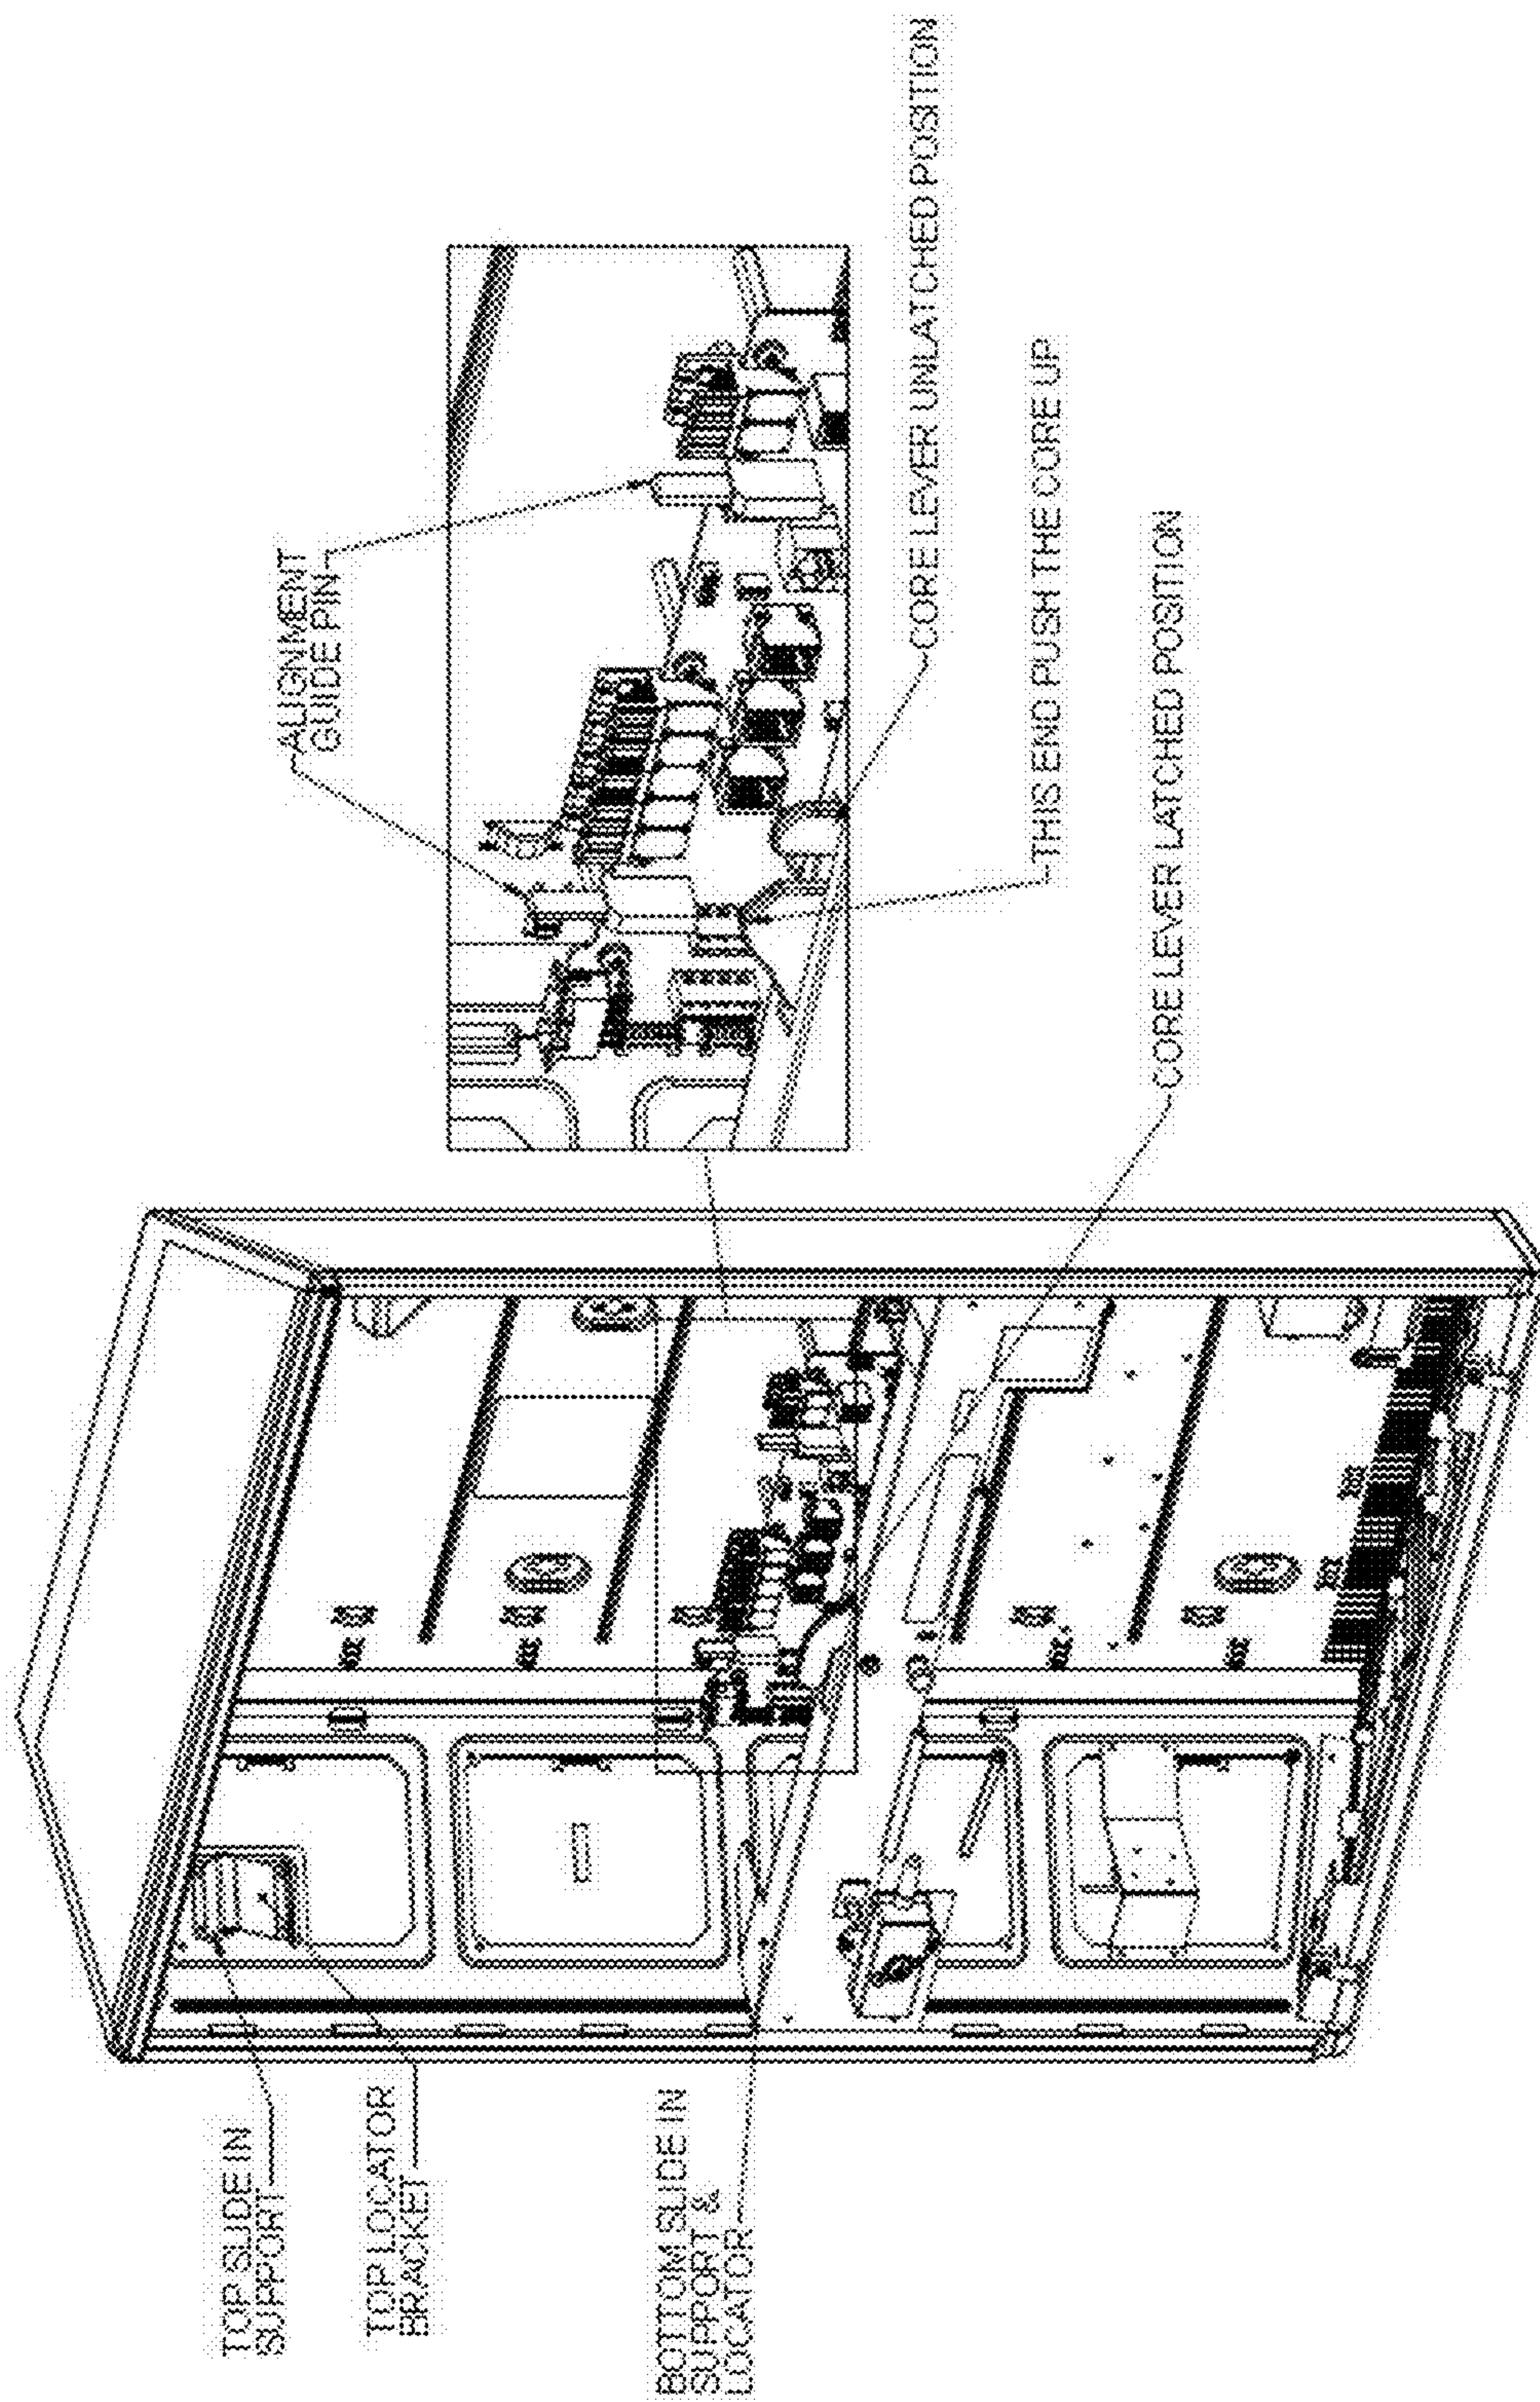 TOP SLIDE IN
SUPPORT
TOP LOCATOR
BRACKET
BOTTOM SLIDE IN
SUPPORT &
LOCATOR
ALIGNMENT
GUIDE PIN
CORE LEVER UNLATCHED POSITION
THIS END PUSH THE CORE UP
CORE LEVER LATCHED POSITION